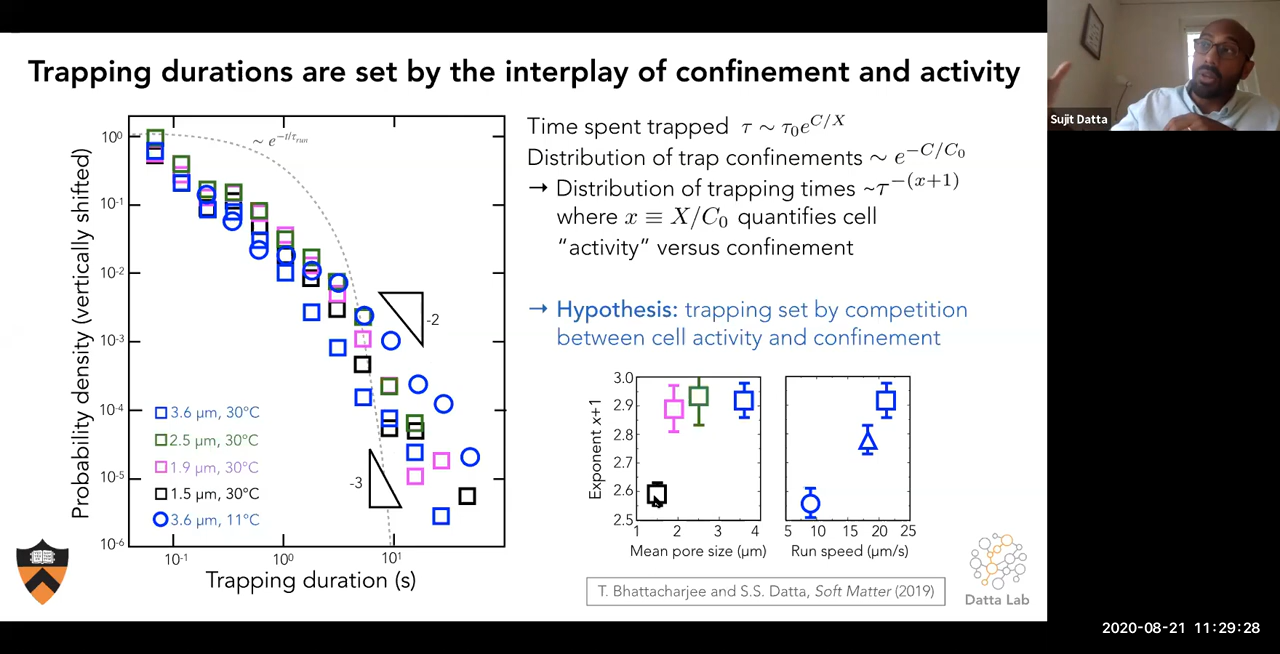 Trapping durations are set by the interplay of confinement and activity
Sujit Datta
Probability density (vertically shifted)
10⁰
10⁻¹
10⁻²
10⁻³
10⁻⁴
10⁻⁵
10⁻⁶
∼ e^{−t/τ_{run}}
-2
-3
3.6 μm, 30°C
2.5 μm, 30°C
1.9 μm, 30°C
1.5 μm, 30°C
3.6 μm, 11°C
10⁻¹ 10⁰ 10¹
Trapping duration (s)
Time spent trapped τ ∼ τ₀e^{C/X}
Distribution of trap confinements ∼ e^{−C/C₀}
→ Distribution of trapping times ~τ^{−(x+1)}
where x ≡ X/C₀ quantifies cell
“activity” versus confinement
→ Hypothesis: trapping set by competition
between cell activity and confinement
Exponent x+1
3.0
2.9
2.8
2.7
2.6
2.5
1 2 3 4
Mean pore size (μm)
5 10 15 20 25
Run speed (μm/s)
T. Bhattacharjee and S.S. Datta, Soft Matter (2019)
Datta Lab
2020-08-21 11:29:28